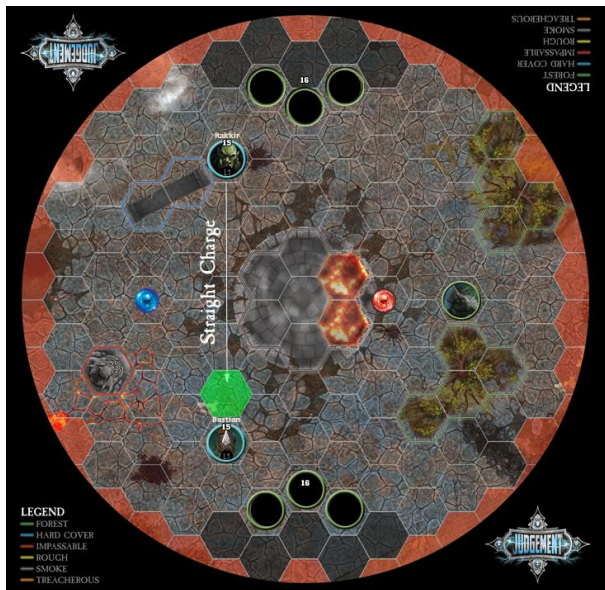 TREACHEROUS
SMOKE
ROUGH
IMPASSABLE
HARD COVER
FOREST
LEGEND
JUDGEMENT
16
Rakkir
15
Straight Charge
Bastian
15
16
LEGEND
FOREST
HARD COVER
IMPASSABLE
ROUGH
SMOKE
TREACHEROUS
JUDGEMENT